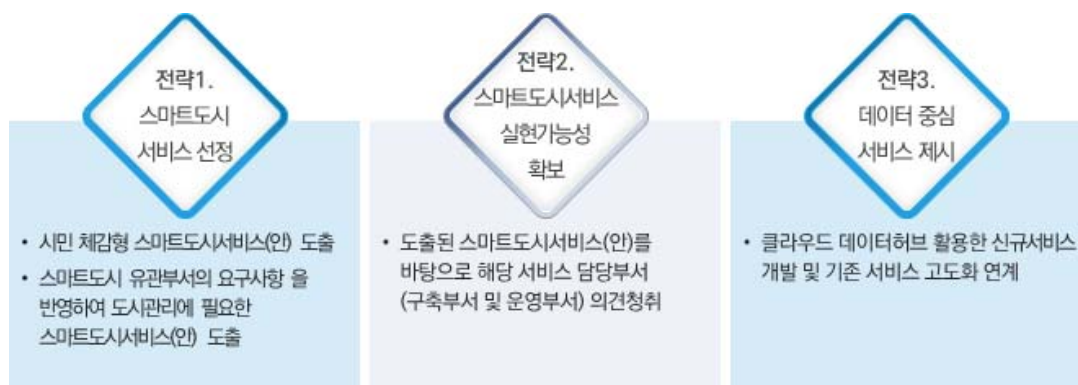 전략1.
스마트도시
서비스 선정
• 시민 체감형 스마트도시서비스(안) 도출
• 스마트도시 유관부서의 요구사항 을
반영하여 도시관리에 필요한
스마트도시서비스(안) 도출
전략2.
스마트도시서비스
실현가능성
확보
• 도출된 스마트도시서비스(안)를
바탕으로 해당 서비스 담당부서
(구축부서 및 운영부서) 의견청취
전략3.
데이터 중심
서비스 제시
• 클라우드 데이터허브 활용한 신규서비스
개발 및 기존 서비스 고도화 연계